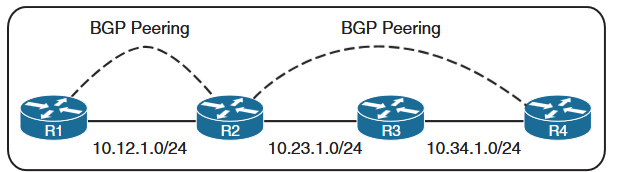 BGP Peering
BGP Peering
R1
R2
R3
R4
10.12.1.0/24
10.23.1.0/24
10.34.1.0/24